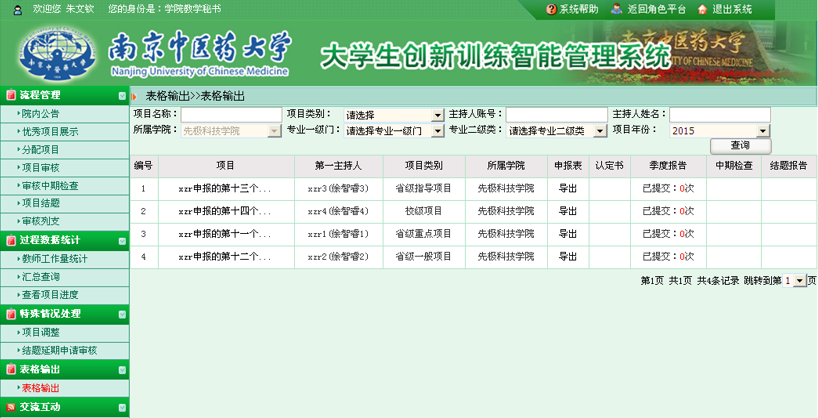 欢迎您 朱文钦 您的身份是：学院教学秘书 系统帮助 返回角色平台 退出系统
南京中医药大学
Nanjing University of Chinese Medicine
大学生创新训练智能管理系统
南京中医药大学
流程管理
院内公告
优秀项目展示
分配项目
项目审核
审核中期检查
项目结题
审核列支
过程数据统计
教师工作量统计
汇总查询
查看项目进度
特殊情况处理
项目调整
结题延期申请审核
表格输出
表格输出
交流互动
表格输出>>表格输出
项目名称： 项目类别： 请选择 主持人账号： 主持人姓名：
所属学院： 先极科技学院 专业一级门： 请选择专业一级门 专业二级类： 请选择专业二级类 项目年份： 2015
查询
编号 项目 第一主持人 项目类别 所属学院 申报表 认定书 季度报告 中期检查 结题报告
1 xzr申报的第十三个... xzr3(徐智睿3) 省级指导项目 先极科技学院 导出 已提交：0次
2 xzr申报的第十四个... xzr4(徐智睿4) 校级项目 先极科技学院 导出 已提交：0次
3 xzr申报的第十一个... xzr1(徐智睿1) 省级重点项目 先极科技学院 导出 已提交：0次
4 xzr申报的第十二个... xzr2(徐智睿2) 省级一般项目 先极科技学院 导出 已提交：0次
第1页 共1页 共4条记录 跳转到第 1 页